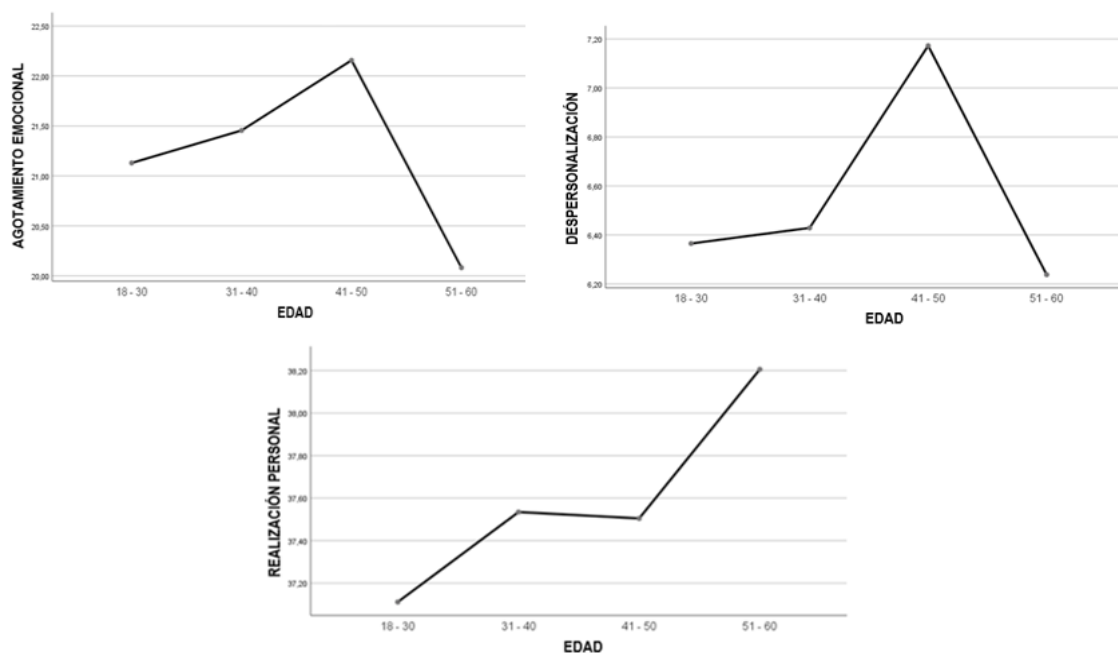 AGOTAMIENTO EMOCIONAL
22,50
22,00
21,50
21,00
20,50
20,00
18 - 30 31 - 40 41 - 50 51 - 60
EDAD
DESPERSONALIZACIÓN
7,20
7,00
6,80
6,60
6,40
6,20
18 - 30 31 - 40 41 - 50 51 - 60
EDAD
REALIZACIÓN PERSONAL
38,20
38,00
37,80
37,60
37,40
37,20
18 - 30 31 - 40 41 - 50 51 - 60
EDAD